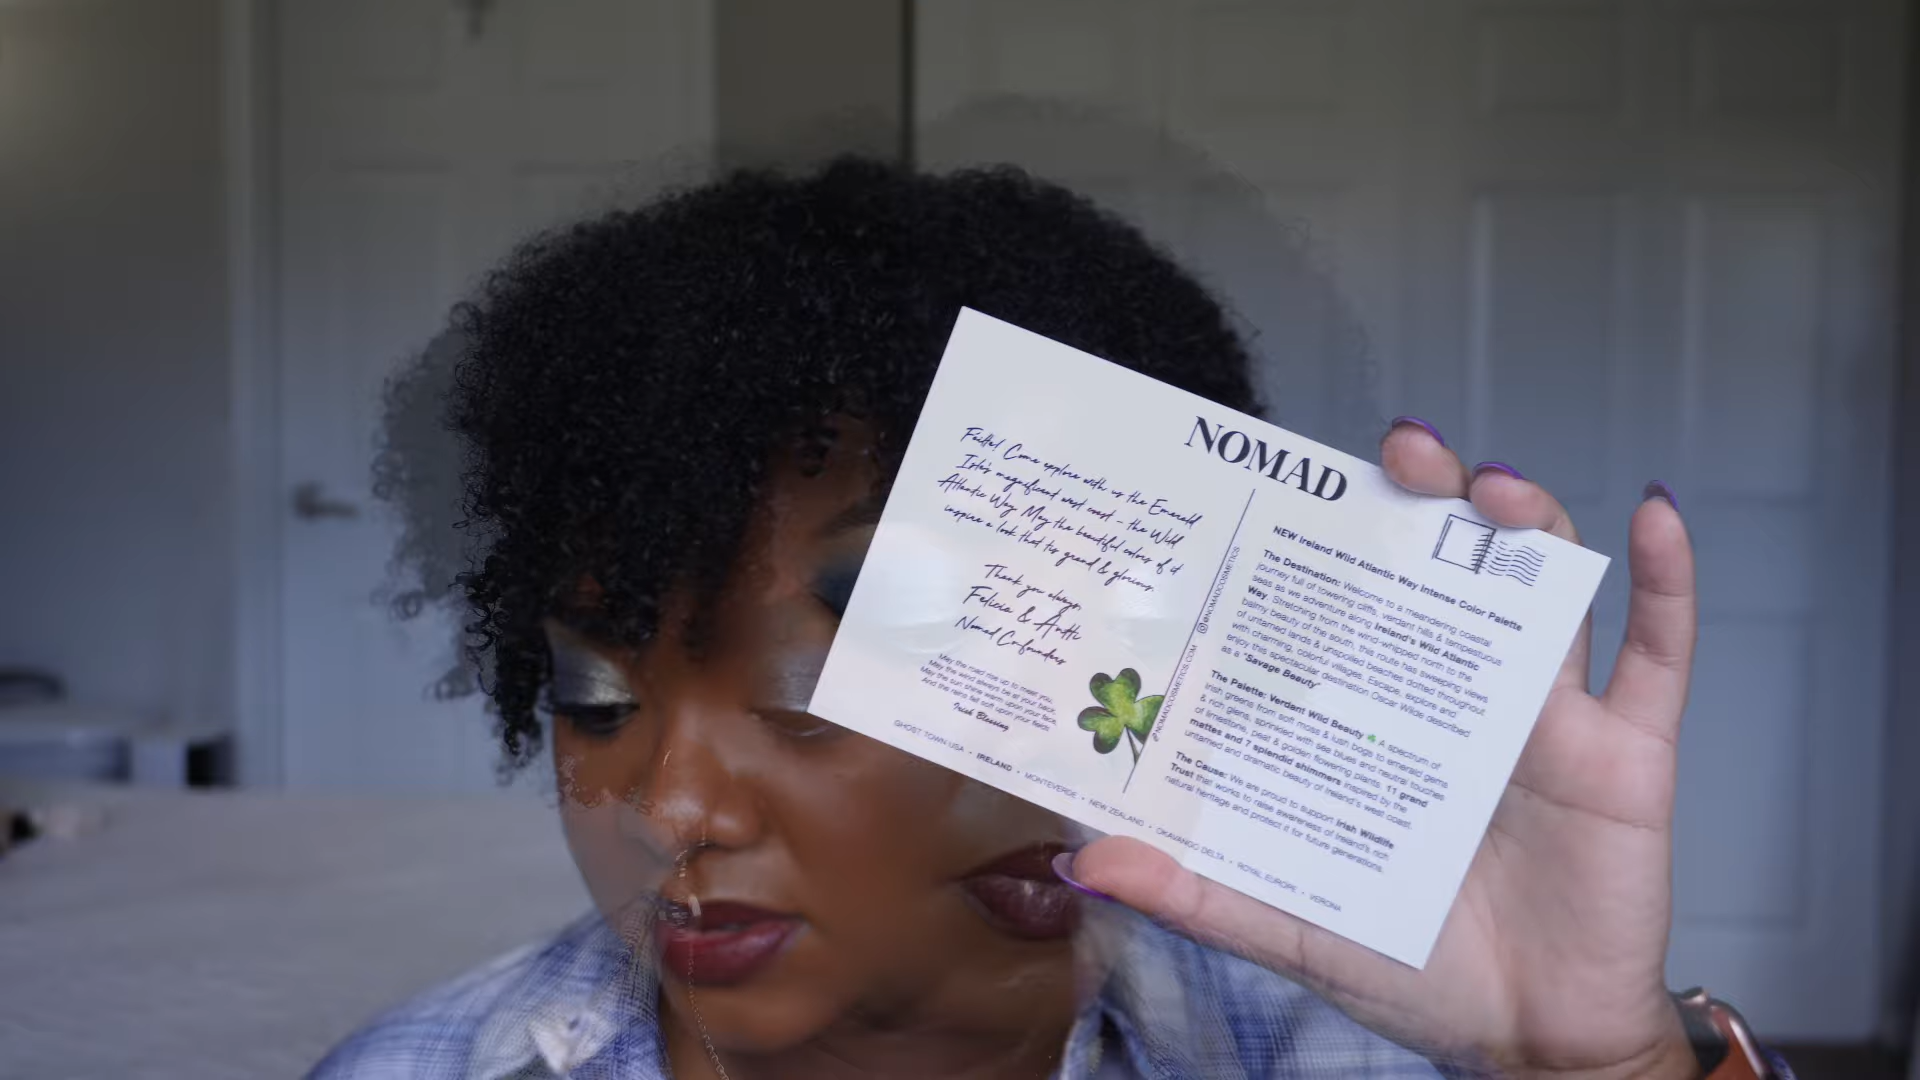 NOMAD
Failte! Come explore with us the Emerald
Isle's magnificent west coast - the Wild
Atlantic Way. May the beautiful colors of it
inspire a look that tis grand & glorious.
Thank you always,
Felicia & Antti
Nomad Co-founders
May the road rise up to meet you.
May the wind always be at your back.
May the sun shine warm upon your face,
And the rains fall soft upon your fields
Irish Blessing
@NOMADCOSMETICS.COM
@NOMADCOSMETICS
NEW Ireland Wild Atlantic Way Intense Color Palette
The Destination: Welcome to a meandering coastal
journey full of towering cliffs, verdant hills & tempestuous
seas as we adventure along Ireland's Wild Atlantic
Way. Stretching from the wind-whipped north to the
balmy beauty of the south, this route has sweeping views
of untamed lands & unspoiled beaches dotted throughout
with charming, colorful villages. Escape, explore and
enjoy this spectacular destination Oscar Wilde described
as a "Savage Beauty"
The Palette: Verdant Wild Beauty ☘ A spectrum of
Irish greens from soft moss & lush bogs to emerald gems
& rich glens, sprinkled with sea blues and neutral touches
of limestone, peat & golden flowering plants. 11 grand
mattes and 7 splendid shimmers inspired by the
untamed and dramatic beauty of Ireland's west coast.
The Cause: We are proud to support Irish Wildlife
Trust that works to raise awareness of Ireland's rich
natural heritage and protect it for future generations.
GHOST TOWN USA • IRELAND • MONTEVERDE • NEW ZEALAND • OKAVANGO DELTA • ROYAL EUROPE • VERONA